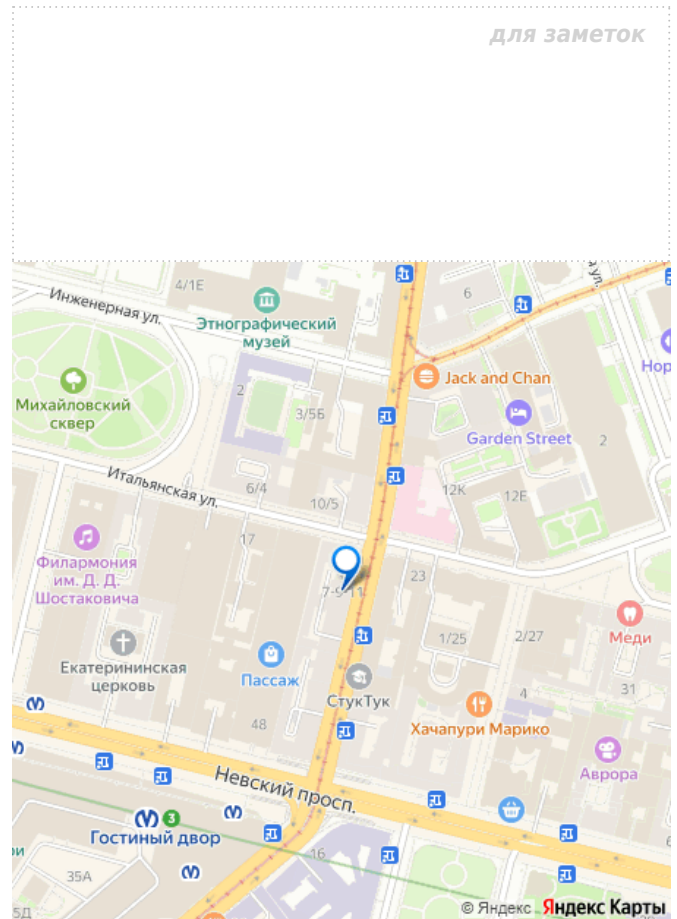 для заметок
4/1Е
6
Инженерная ул.
Этнографический
музей
Нор
Jack and Chan
Михайловский
сквер
2
3/5Б
Garden Street
2
Итальянская ул.
6/4
10/5
12К
12Е
17
Филармония
им. Д. Д.
Шостаковича
7-9-11
23
1/25
2/27
Меди
Екатерининская
церковь
Пассаж
СтукТук
4
31
48
Хачапури Марико
Аврора
Невский просп.
3
Гостиный двор
16
35А
© Яндекс Яндекс Карты